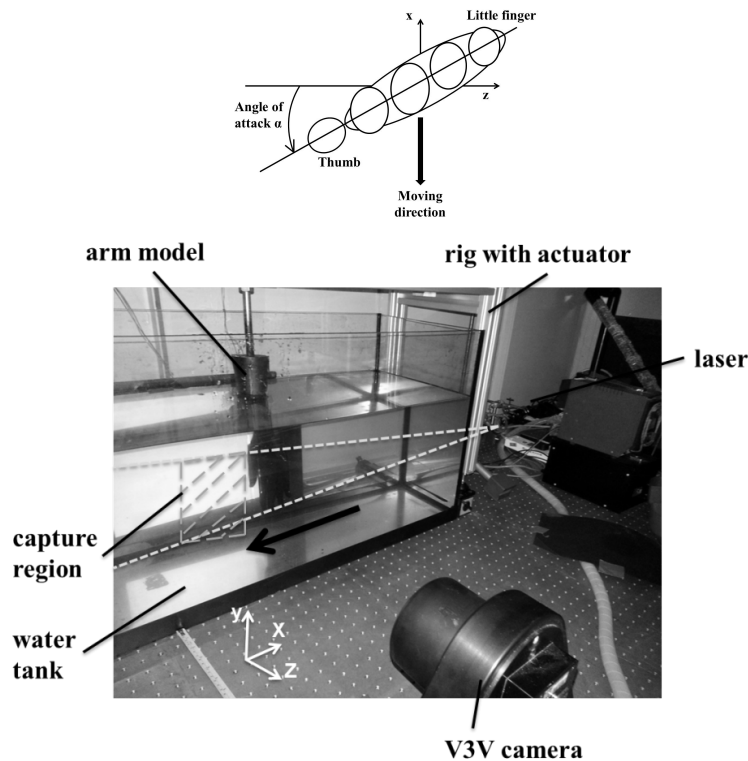 x
Little finger
z
Angle of
attack α
Thumb
Moving
direction
arm model
rig with actuator
laser
capture
region
water
tank
y
X
Z
V3V camera